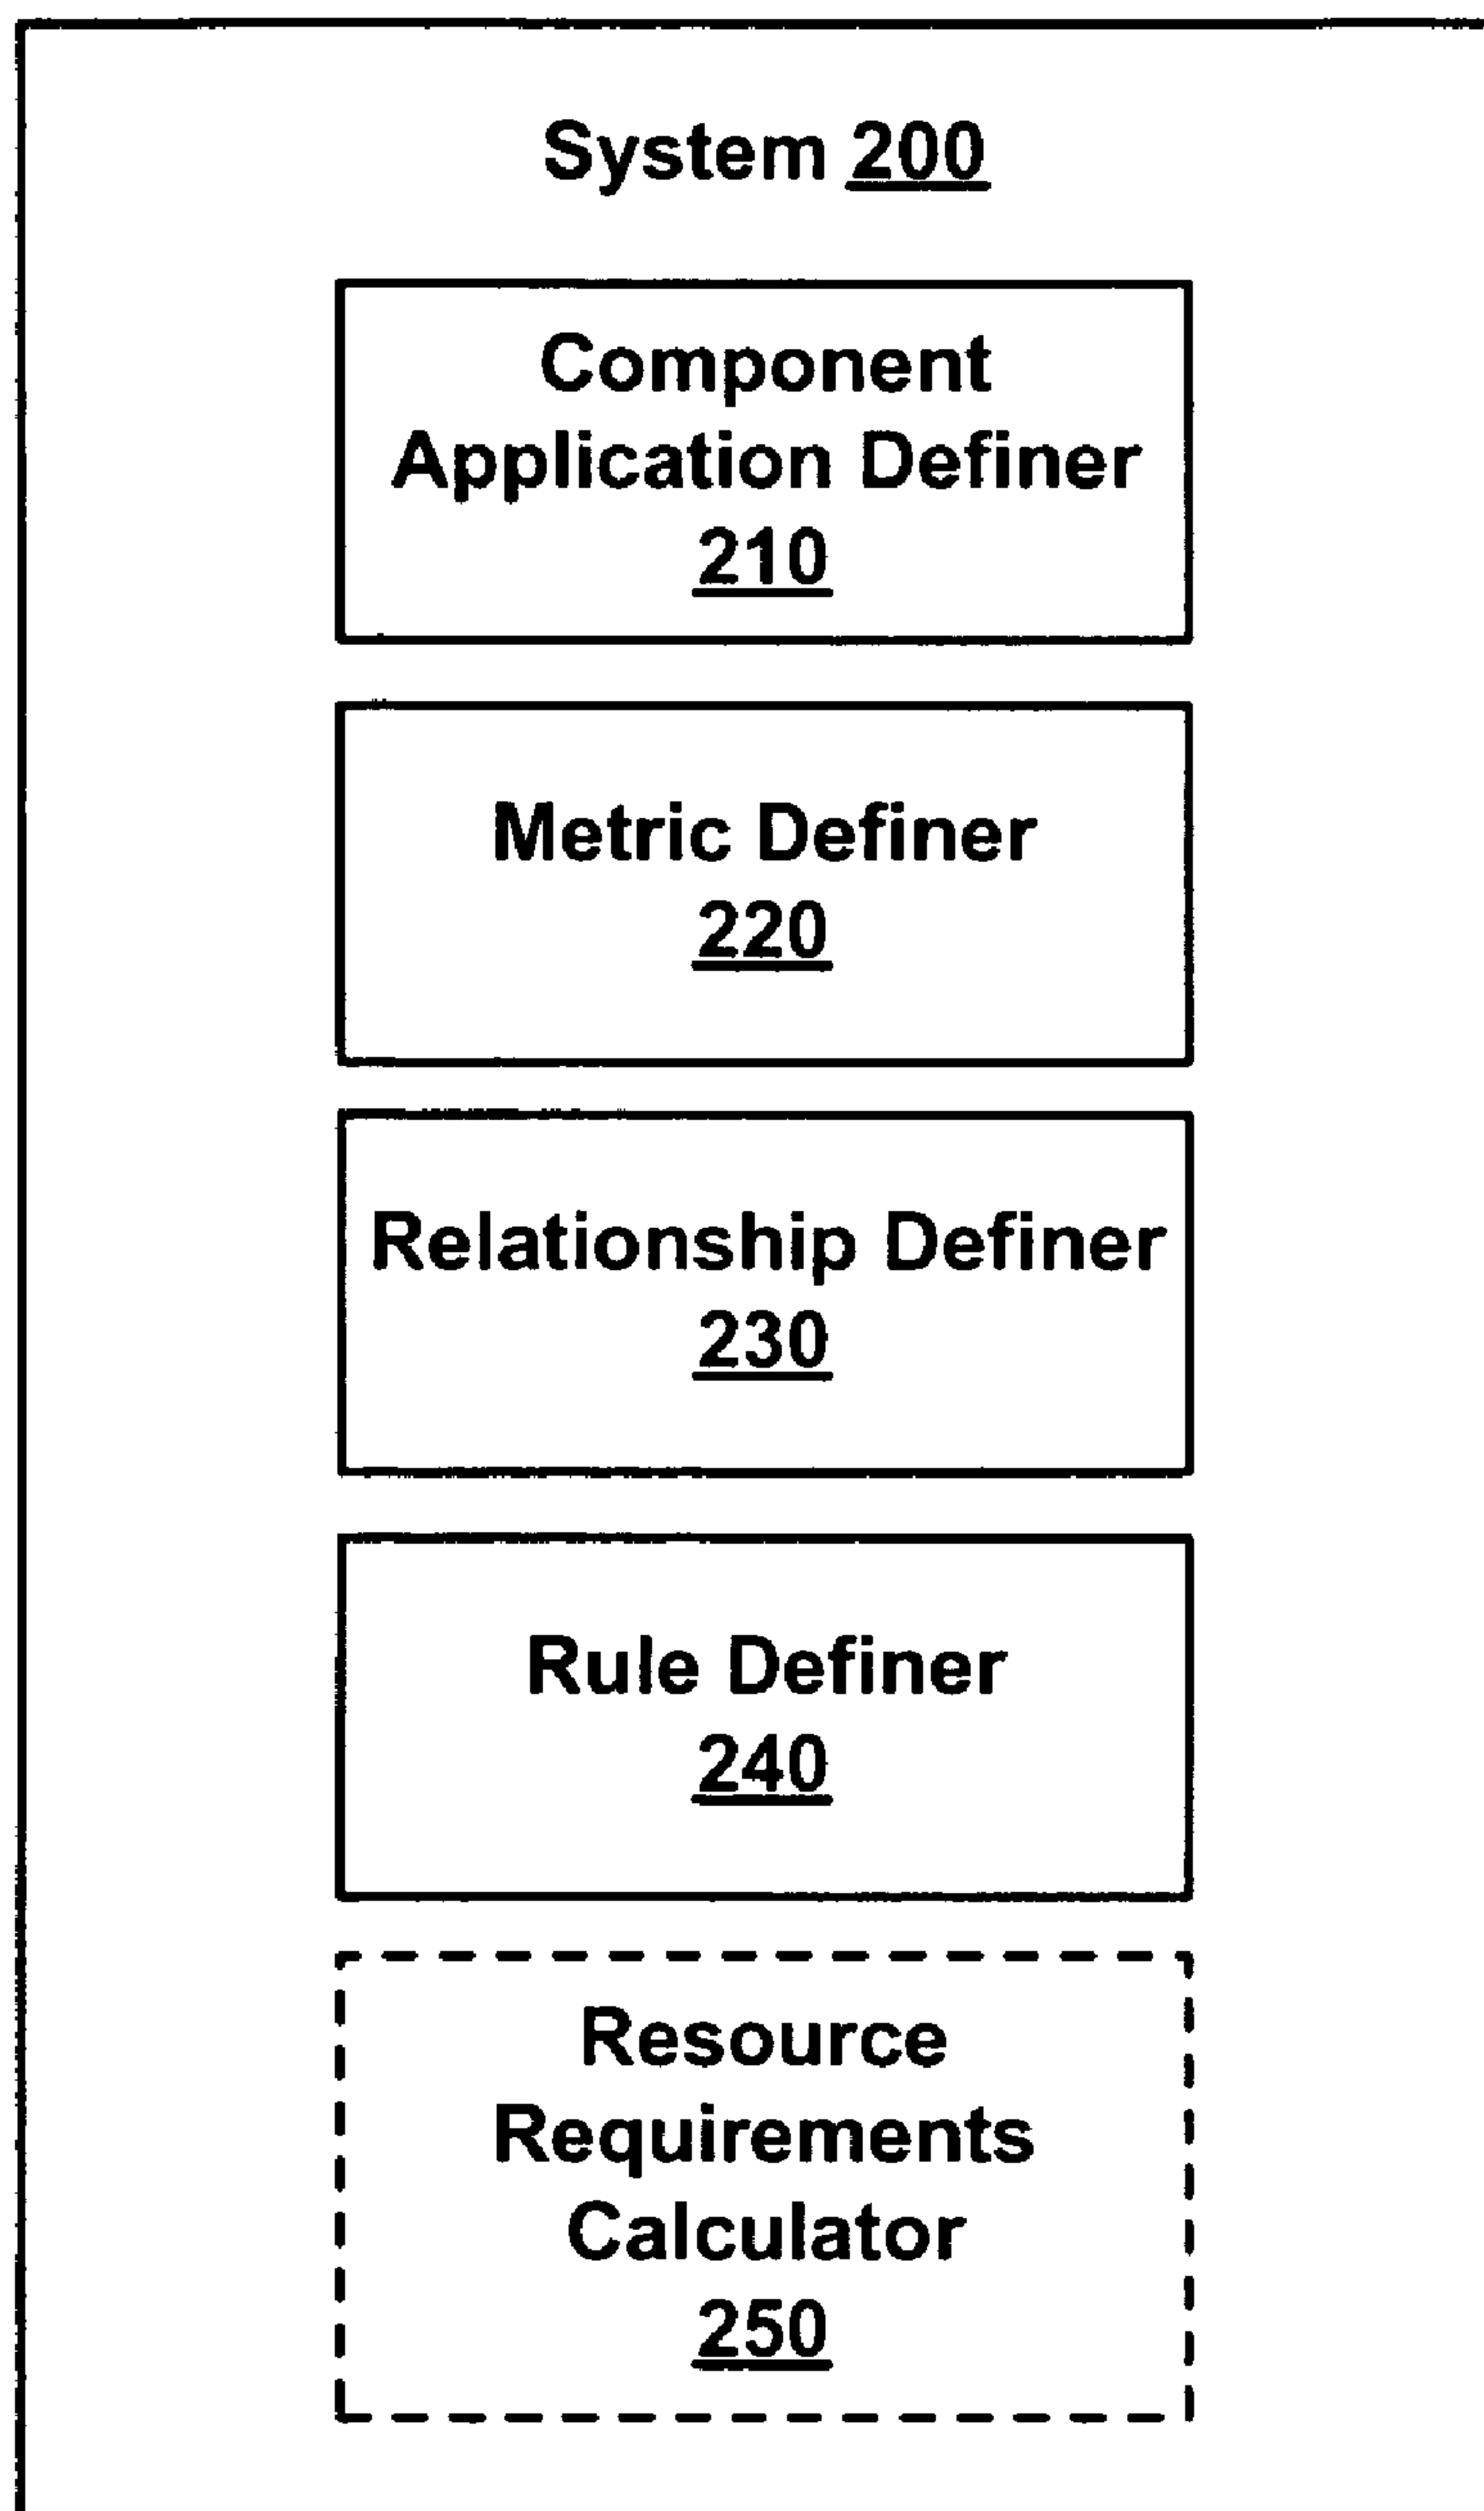 System 200
Component
Application Definer
210
Metric Definer
220
Relationship Definer
230
Rule Definer
240
Resource
Requirements
Calculator
250